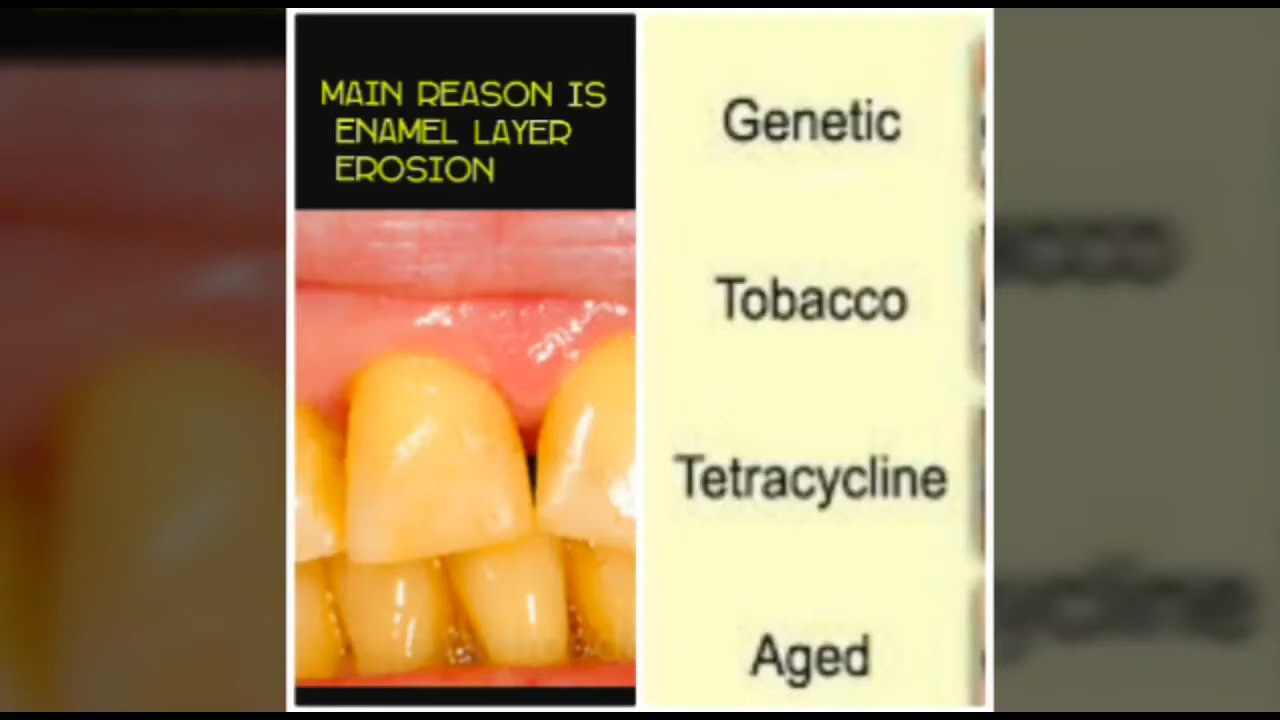 MAIN REASON IS
ENAMEL LAYER
EROSION
Genetic
Tobacco
Tetracycline
Aged